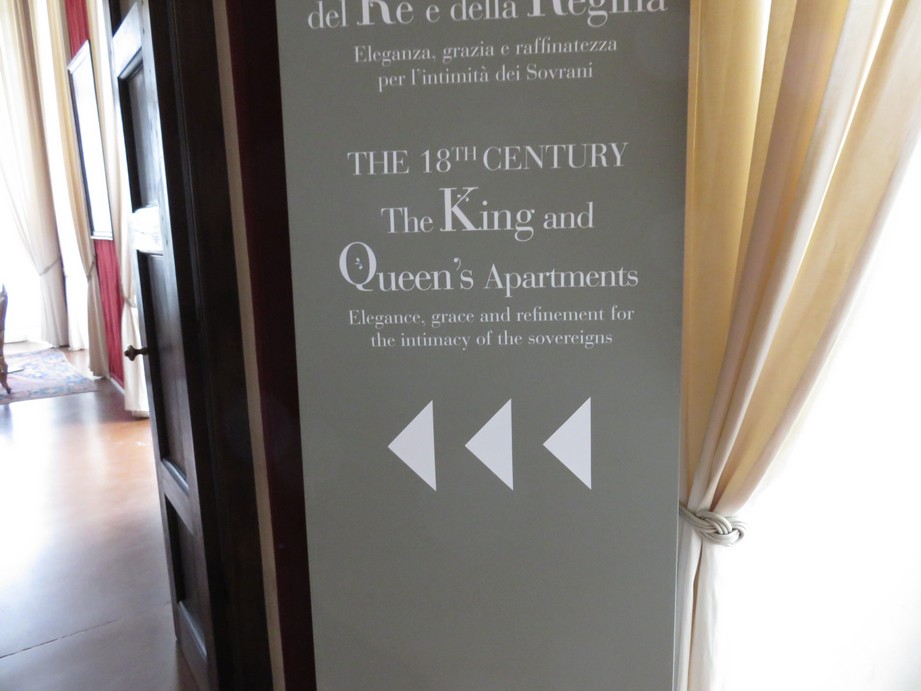 del Re e della Regina
Eleganza, grazia e raffinatezza
per l'intimità dei Sovrani
THE 18TH CENTURY
The King and
Queen's Apartments
Elegance, grace and refinement for
the intimacy of the sovereigns